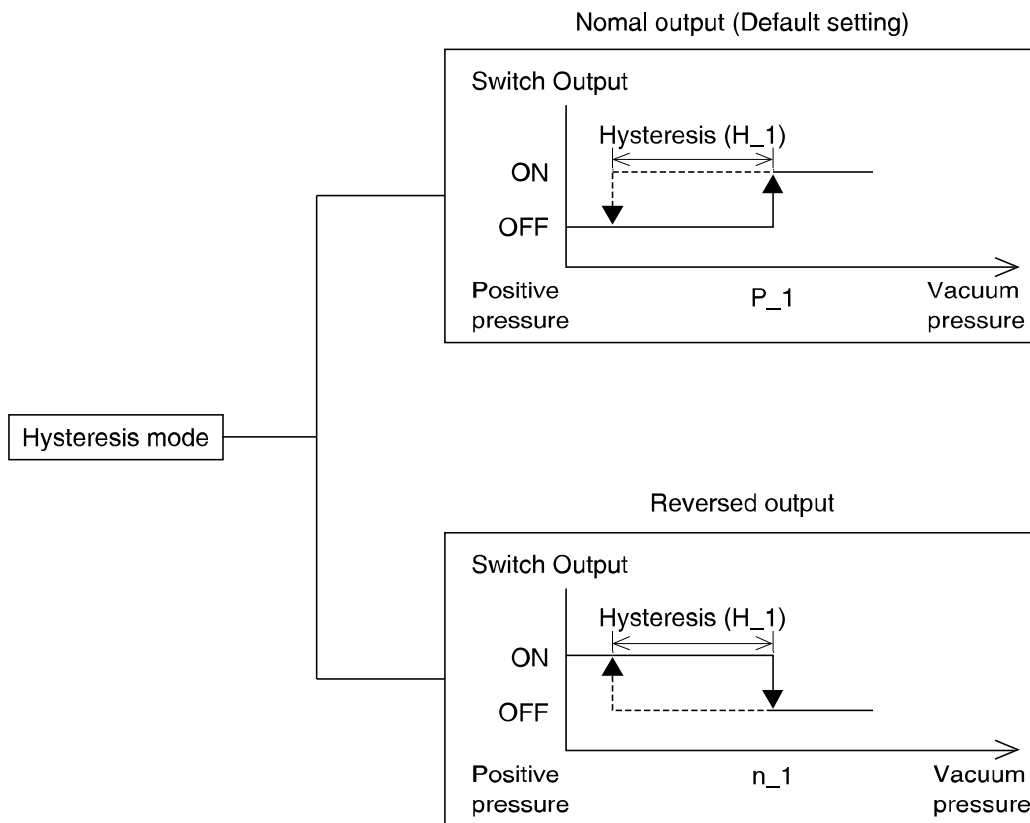 Nomal output (Default setting)
Switch Output
Hysteresis (H_1)
ON
OFF
Positive pressure
P_1
Vacuum pressure
Hysteresis mode
Reversed output
Switch Output
Hysteresis (H_1)
ON
OFF
Positive pressure
n_1
Vacuum pressure